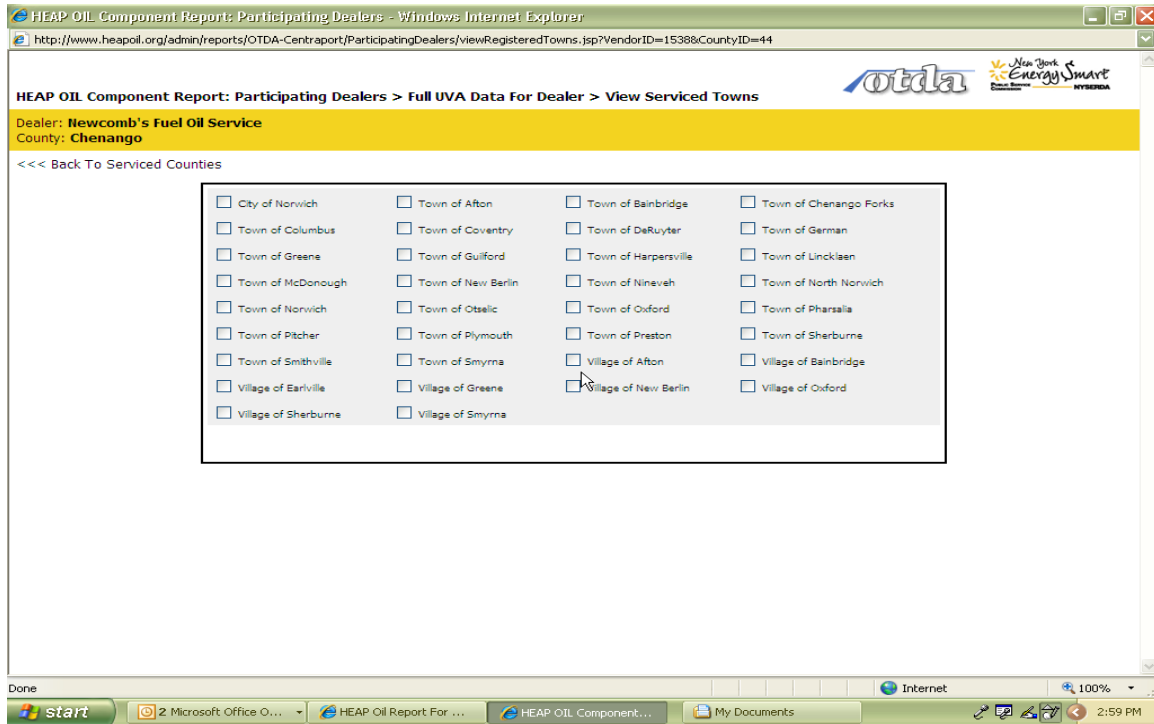 HEAP OIL Component Report: Participating Dealers - Windows Internet Explorer
http://www.heapoil.org/admin/reports/OTDA-Centraport/ParticipatingDealers/viewRegisteredTowns.jsp?VendorID=1538&CountyID=44
otda
New York
Energy Smart
NYSERDA
HEAP OIL Component Report: Participating Dealers > Full UVA Data For Dealer > View Serviced Towns
Dealer: Newcomb's Fuel Oil Service
County: Chenango
<<< Back To Serviced Counties
City of Norwich Town of Afton Town of Bainbridge Town of Chenango Forks
Town of Columbus Town of Coventry Town of DeRuyter Town of German
Town of Greene Town of Guilford Town of Harpersville Town of Lincklaen
Town of McDonough Town of New Berlin Town of Nineveh Town of North Norwich
Town of Norwich Town of Otselic Town of Oxford Town of Pharsalia
Town of Pitcher Town of Plymouth Town of Preston Town of Sherburne
Town of Smithville Town of Smyrna Village of Afton Village of Bainbridge
Village of Earlville Village of Greene Village of New Berlin Village of Oxford
Village of Sherburne Village of Smyrna
Done Internet 100%
start 2 Microsoft Office O... HEAP Oil Report For ... HEAP OIL Component... My Documents 2:59 PM